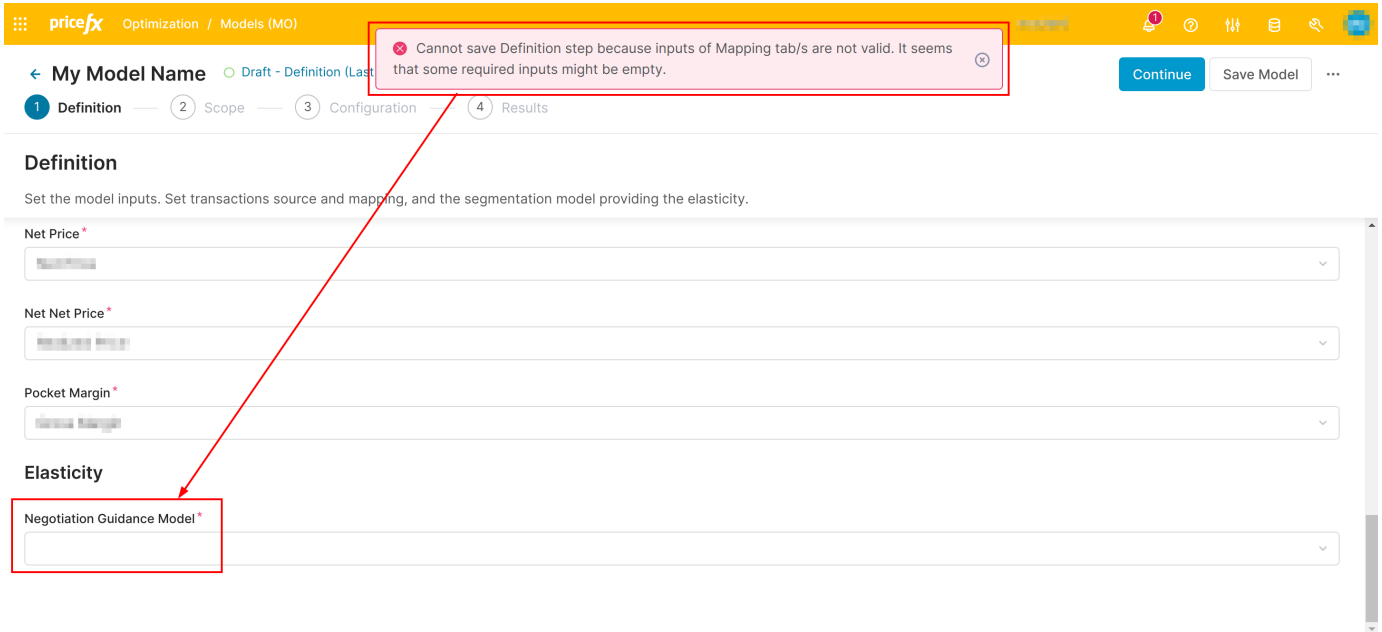 pricefx Optimization / Models (MO) 1
Cannot save Definition step because inputs of Mapping tab/s are not valid. It seems
that some required inputs might be empty.
My Model Name Draft - Definition (Last Continue Save Model ...
1 Definition 2 Scope 3 Configuration 4 Results
Definition
Set the model inputs. Set transactions source and mapping, and the segmentation model providing the elasticity.
Net Price*
Net Net Price*
Pocket Margin*
Elasticity
Negotiation Guidance Model*